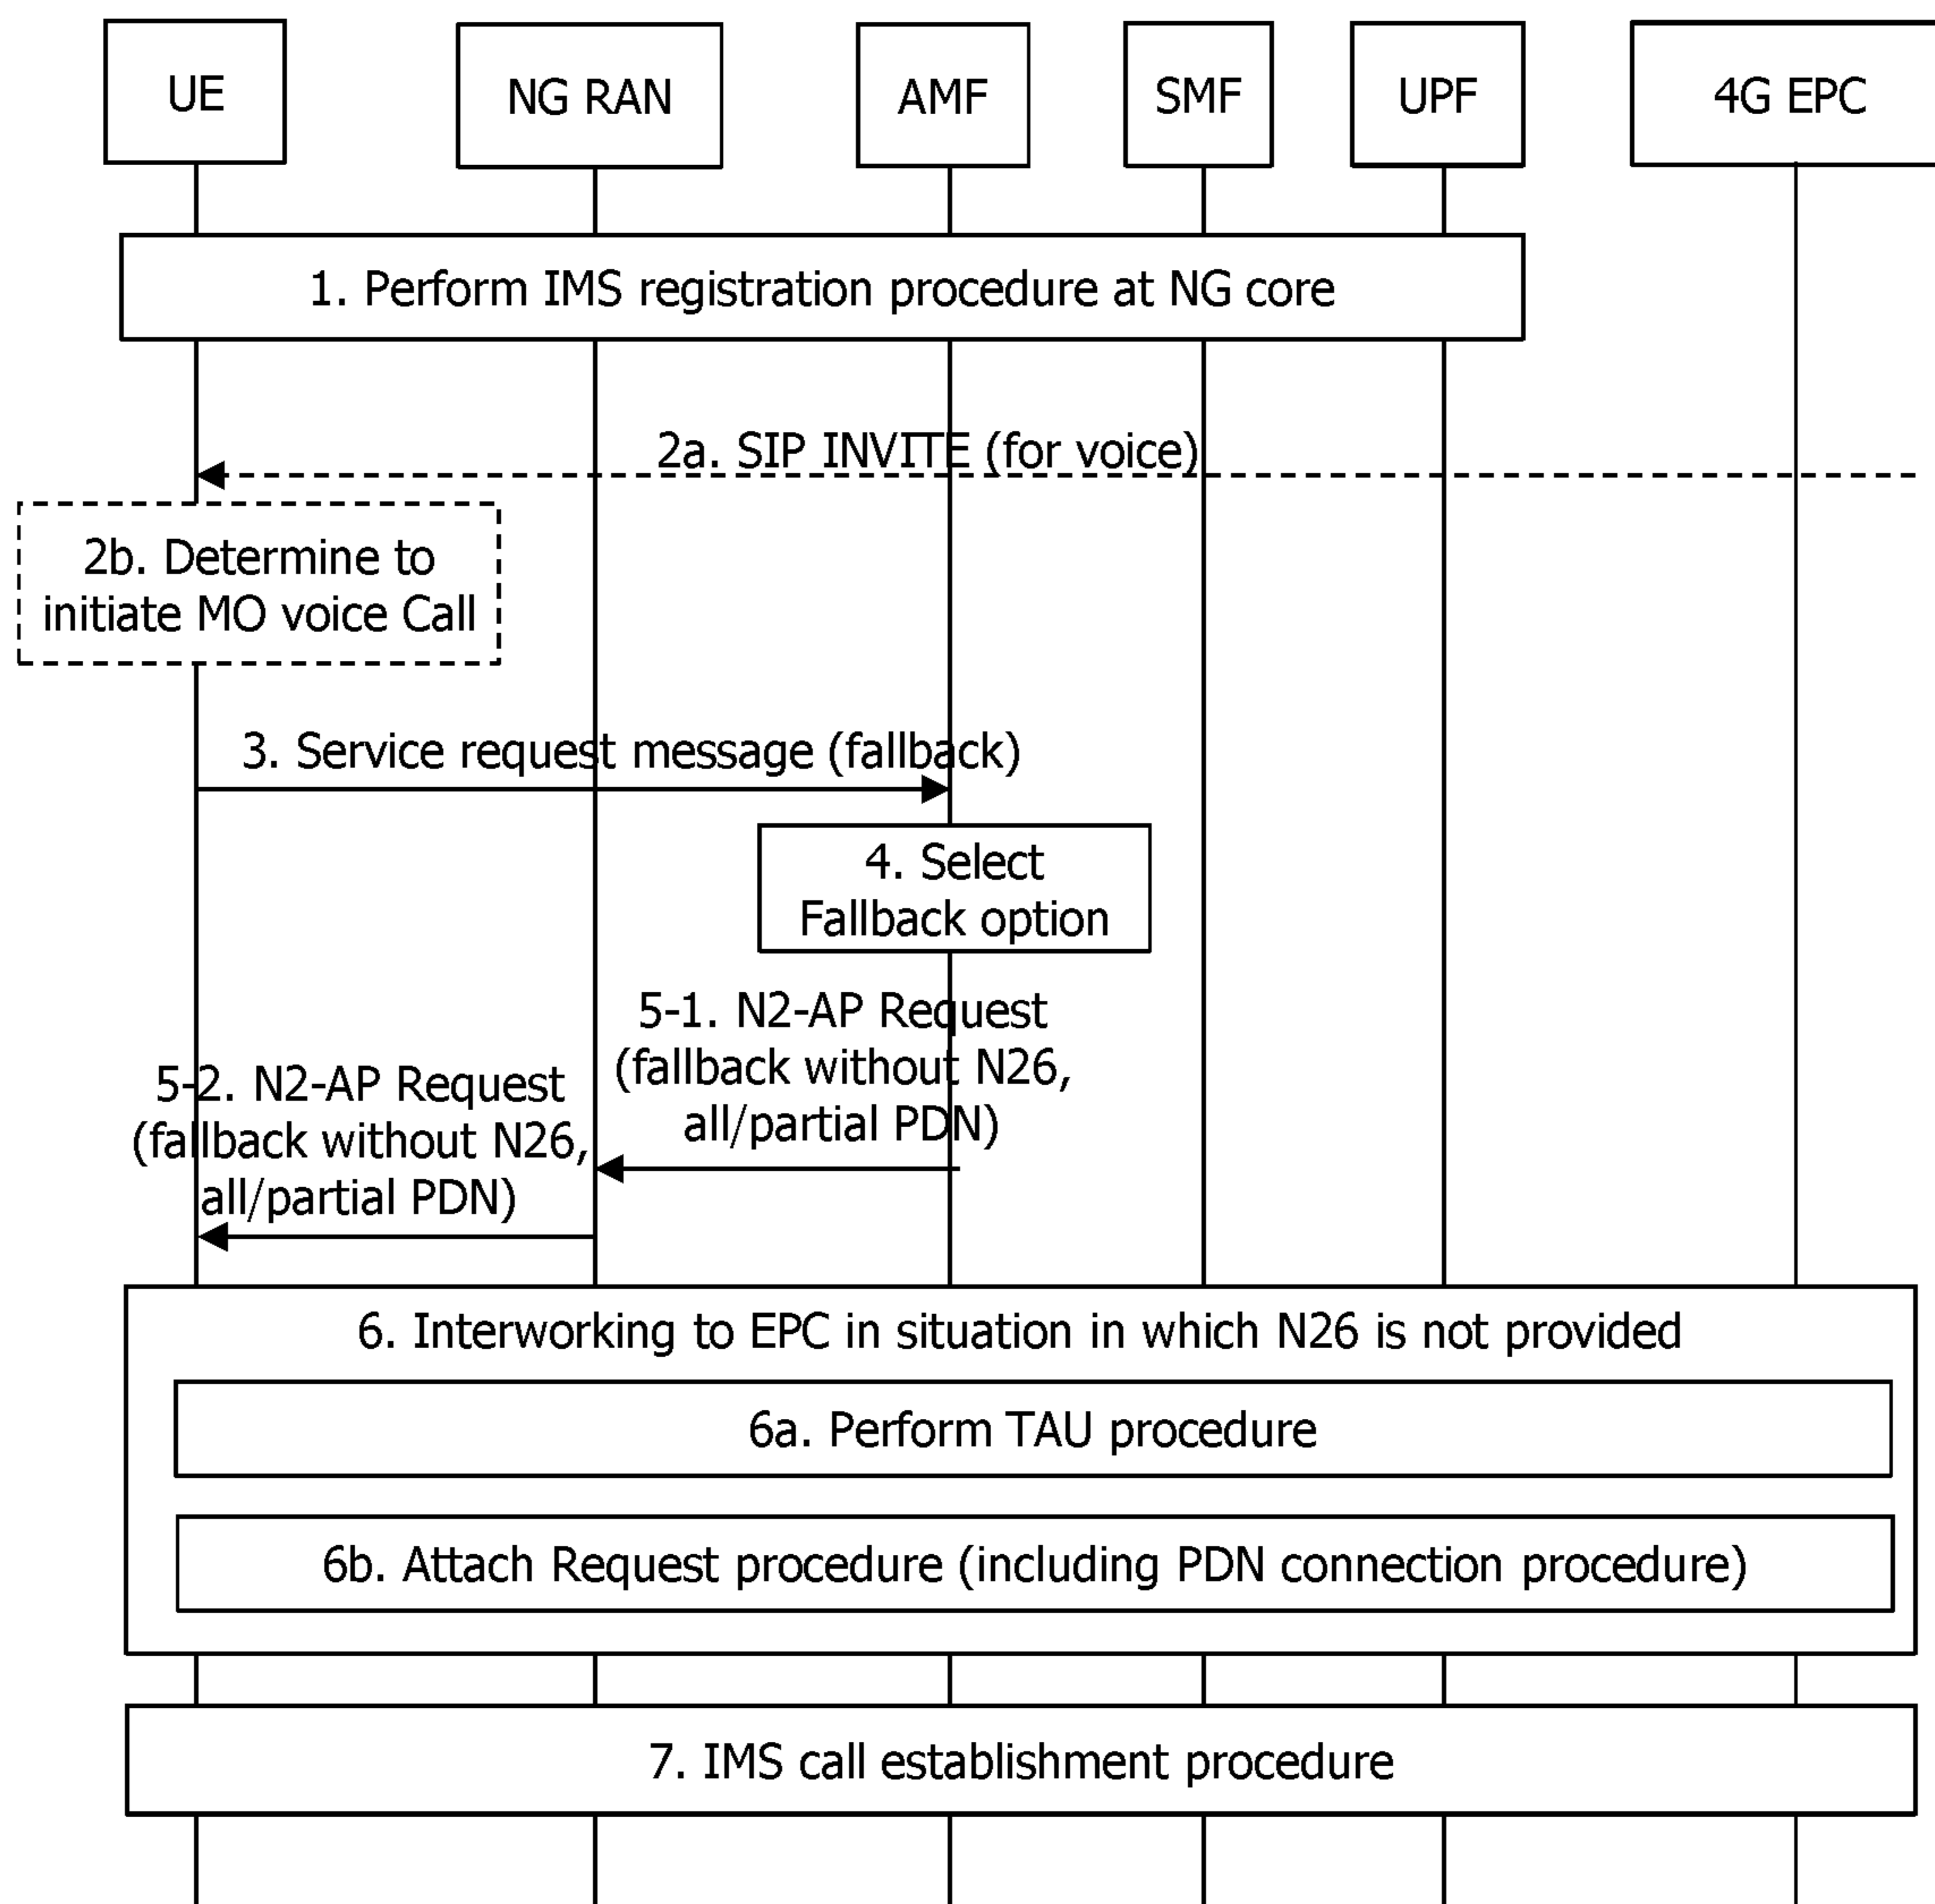 UE
NG RAN
AMF
SMF
UPF
4G EPC
1. Perform IMS registration procedure at NG core
2a. SIP INVITE (for voice)
2b. Determine to
initiate MO voice Call
3. Service request message (fallback)
4. Select
Fallback option
5-1. N2-AP Request
(fallback without N26,
all/partial PDN)
5-2. N2-AP Request
(fallback without N26,
all/partial PDN)
6. Interworking to EPC in situation in which N26 is not provided
6a. Perform TAU procedure
6b. Attach Request procedure (including PDN connection procedure)
7. IMS call establishment procedure